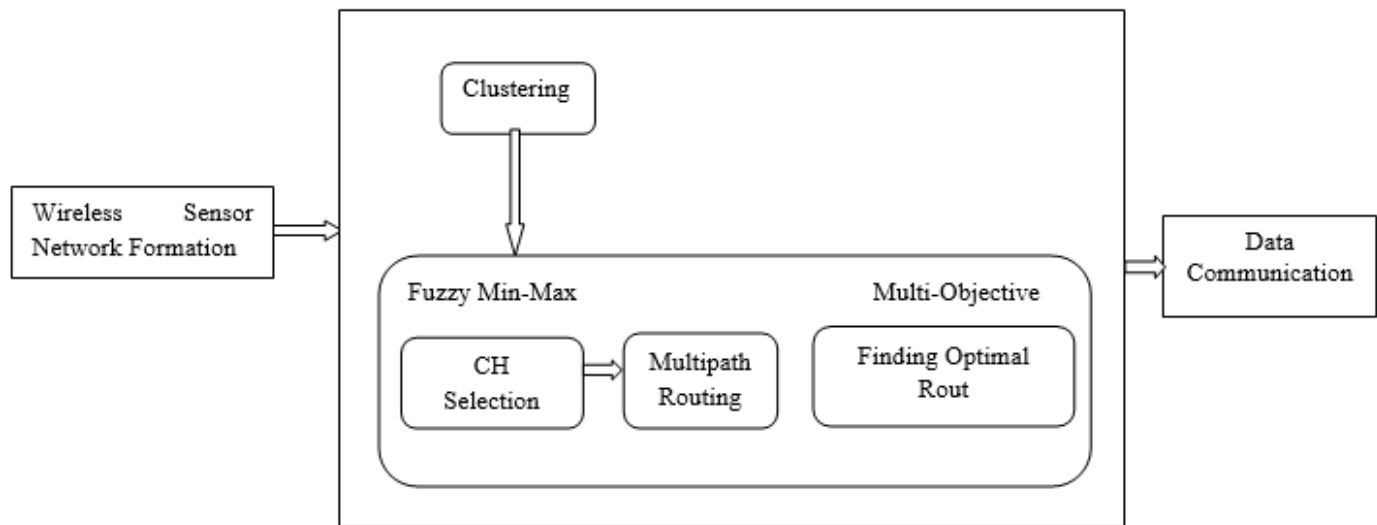 Clustering
Wireless Sensor
Network Formation
Data
Communication
Fuzzy Min-Max
Multi-Objective
CH
Selection
Multipath
Routing
Finding Optimal
Rout